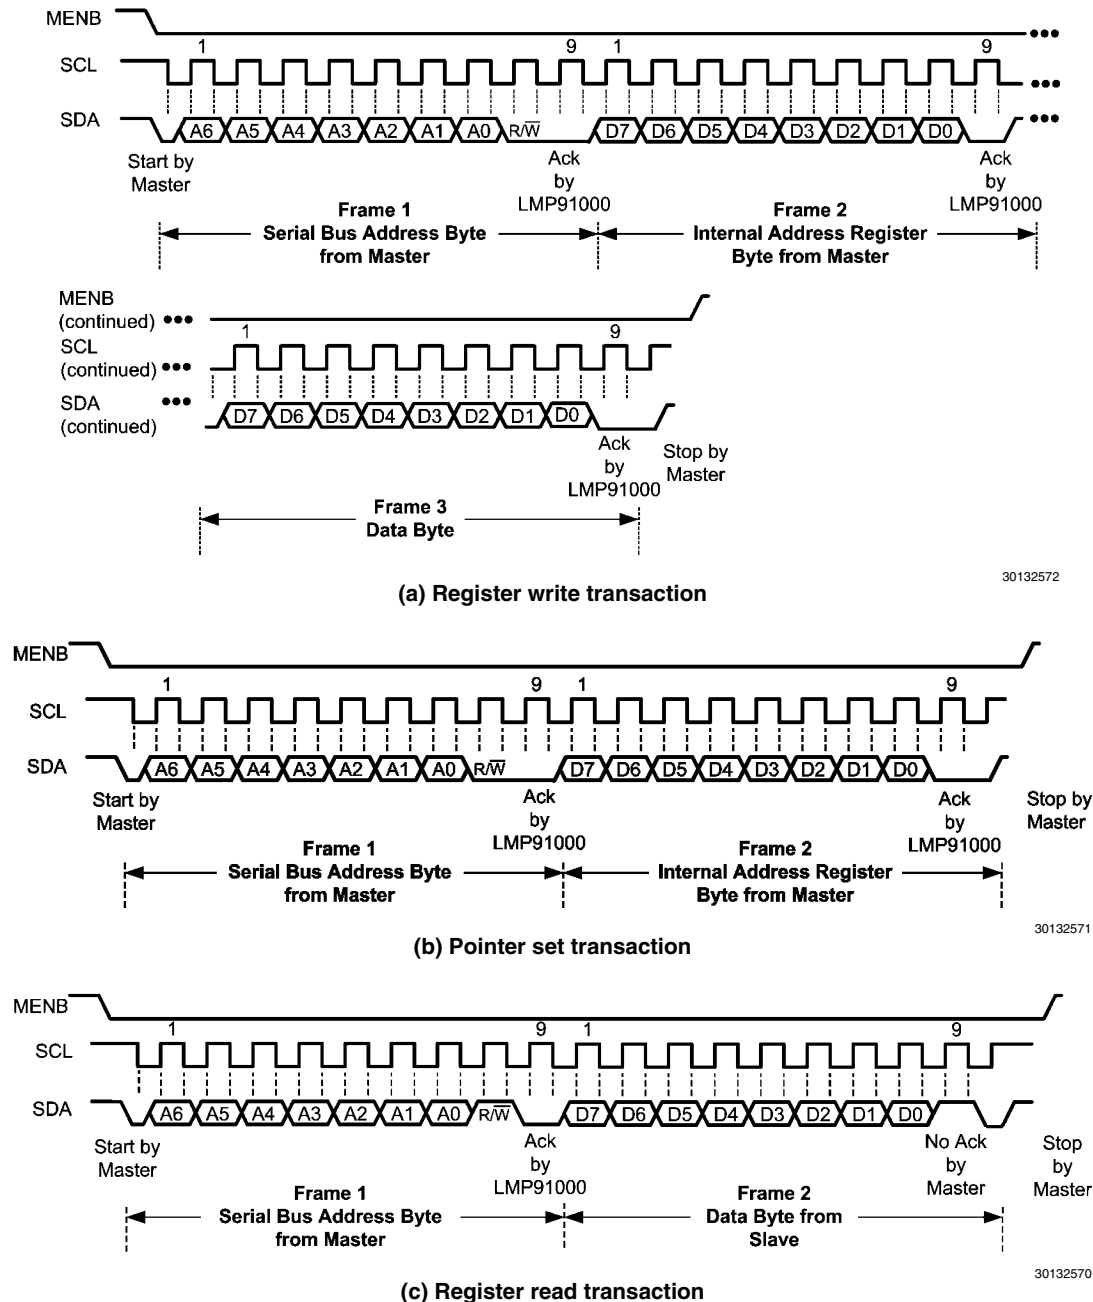 MENB
1 9 1 9
SCL
SDA A6 A5 A4 A3 A2 A1 A0 R/W̅ D7 D6 D5 D4 D3 D2 D1 D0
Start by
Master
Ack
by
LMP91000
Ack
by
LMP91000
Frame 1
Serial Bus Address Byte
from Master
Frame 2
Internal Address Register
Byte from Master
MENB
(continued)
1 9
SCL
(continued)
SDA
(continued)
D7 D6 D5 D4 D3 D2 D1 D0
Ack
by
LMP91000
Stop by
Master
Frame 3
Data Byte
30132572
(a) Register write transaction
MENB
1 9 1 9
SCL
SDA A6 A5 A4 A3 A2 A1 A0 R/W̅ D7 D6 D5 D4 D3 D2 D1 D0
Start by
Master
Ack
by
LMP91000
Ack
by
LMP91000
Stop by
Master
Frame 1
Serial Bus Address Byte
from Master
Frame 2
Internal Address Register
Byte from Master
30132571
(b) Pointer set transaction
MENB
1 9 1 9
SCL
SDA A6 A5 A4 A3 A2 A1 A0 R/W̅ D7 D6 D5 D4 D3 D2 D1 D0
Start by
Master
Ack
by
LMP91000
No Ack
by
Master
Stop
by
Master
Frame 1
Serial Bus Address Byte
from Master
Frame 2
Data Byte from
Slave
30132570
(c) Register read transaction